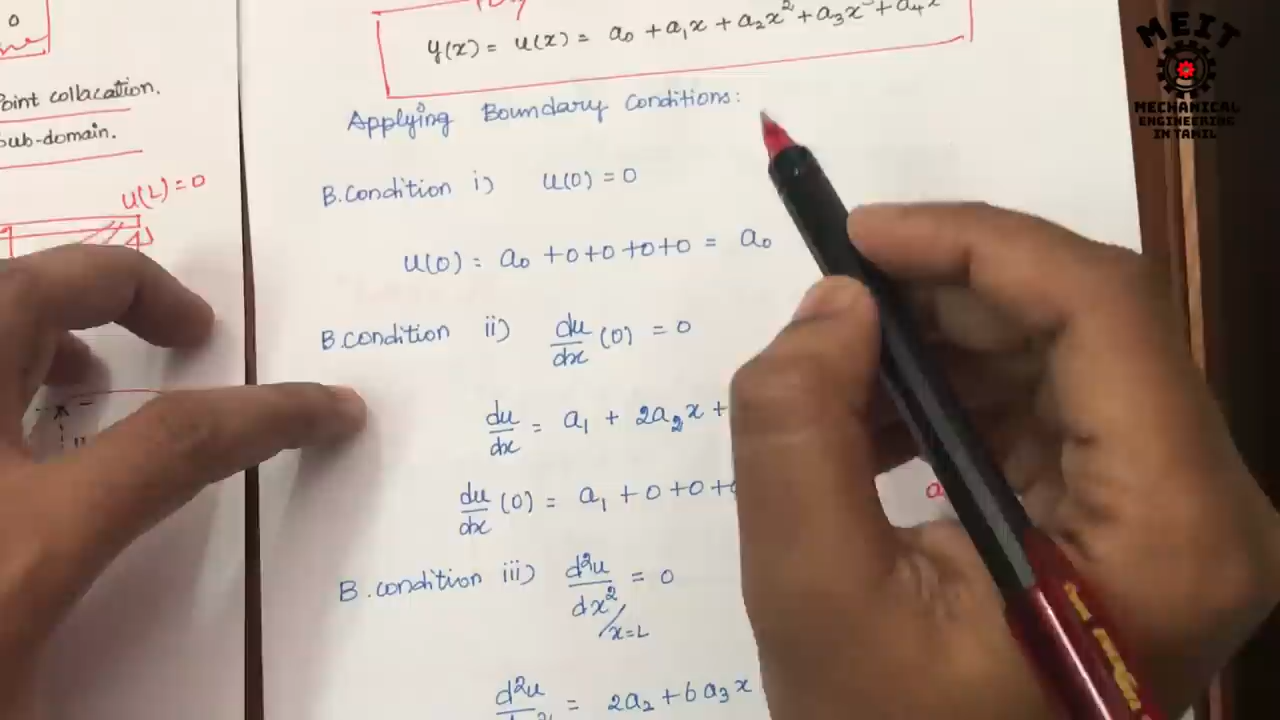 0
Point collacation.
Sub-domain.
u(L) = 0
y(x) = u(x) = a₀ + a₁x + a₂x² + a₃x³ + a₄x
Applying Boundary Conditions:
B.Condition i) u(0) = 0
u(0) = a₀ + 0 + 0 + 0 + 0 = a₀
B.Condition ii) du/dx (0) = 0
du/dx = a₁ + 2a₂x +
du/dx (0) = a₁ + 0 + 0 +
a
B.condition iii) d²u/dx² /x=L = 0
d²u = 2a₂ + 6a₃x
MEIT
MECHANICAL
ENGINEERING
IN TAMIL